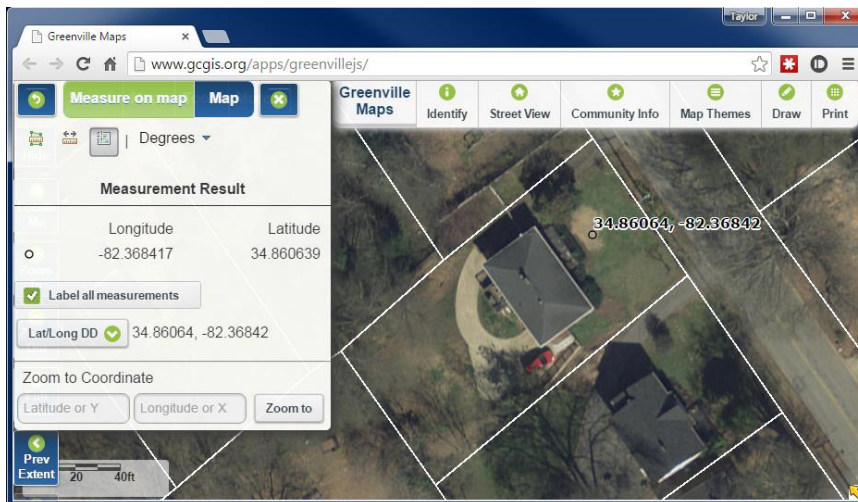 Taylor
Greenville Maps
www.gcgis.org/apps/greenvillejs/
Measure on map Map
Greenville Maps
Identify
Street View
Community Info
Map Themes
Draw
Print
Degrees
Measurement Result
Longitude Latitude
-82.368417 34.860639
34.86064, -82.36842
Label all measurements
Lat/Long DD 34.86064, -82.36842
Zoom to Coordinate
Latitude or Y Longitude or X Zoom to
Prev
Extent
20 40ft